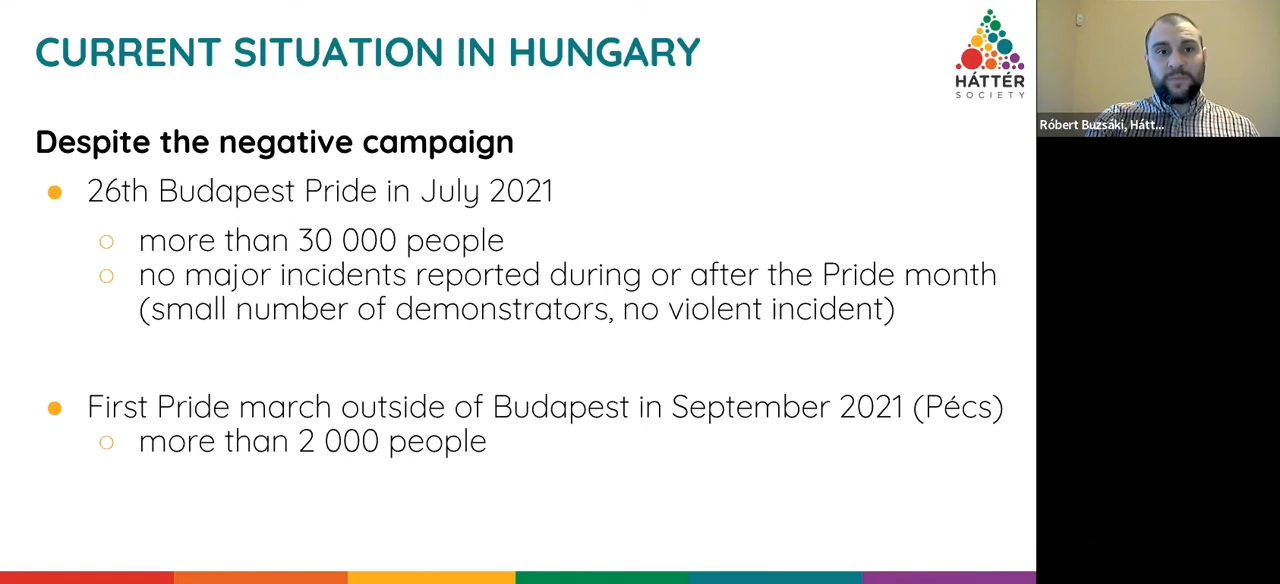 CURRENT SITUATION IN HUNGARY
HÁTTÉR
SOCIETY
Róbert Buzsáki, Hátt...
Despite the negative campaign
26th Budapest Pride in July 2021
more than 30 000 people
no major incidents reported during or after the Pride month
(small number of demonstrators, no violent incident)
First Pride march outside of Budapest in September 2021 (Pécs)
more than 2 000 people